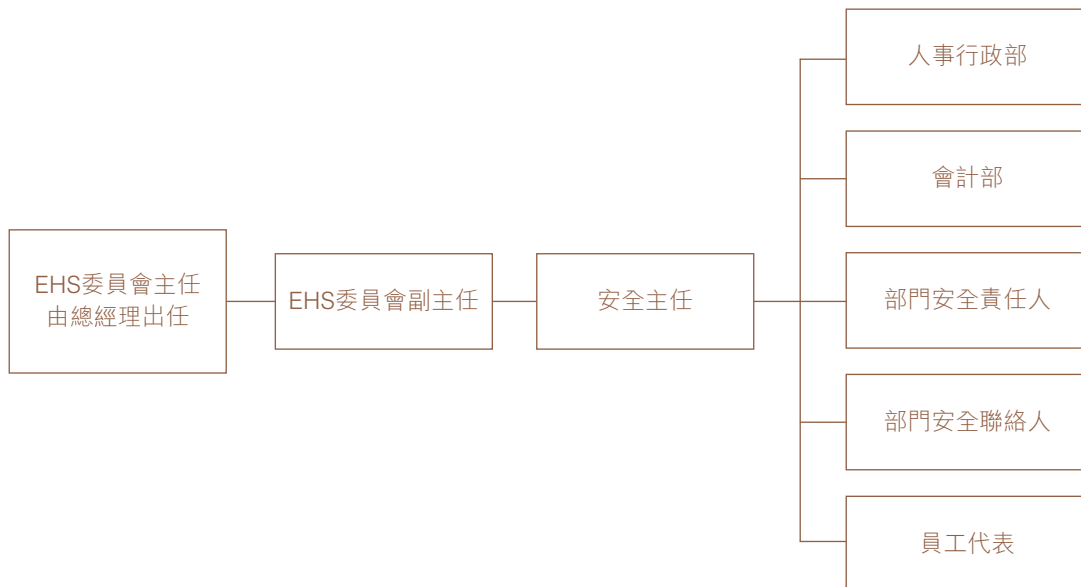 EHS委員會主任
由總經理出任
EHS委員會副主任
安全主任
人事行政部
會計部
部門安全責任人
部門安全聯絡人
員工代表